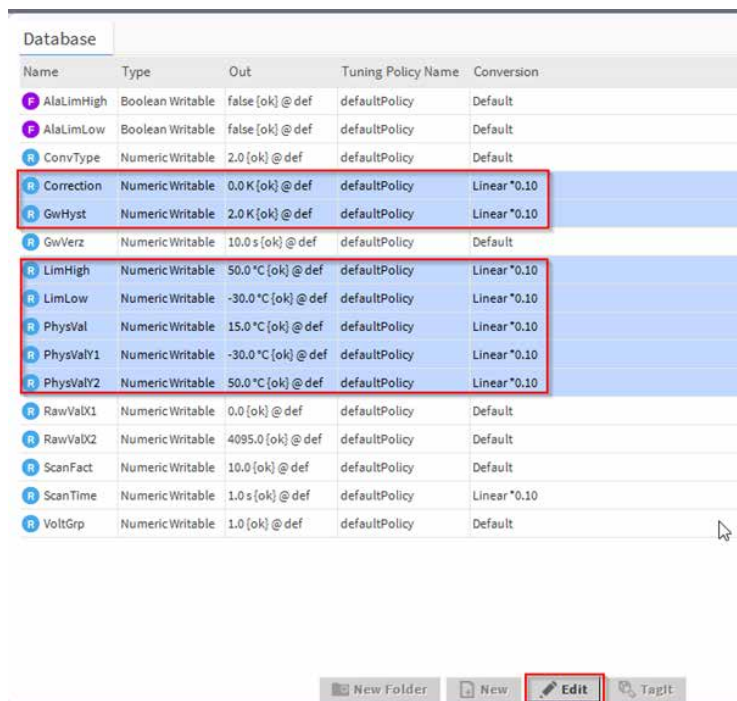 Database
Name Type Out Tuning Policy Name Conversion
F AlaLimHigh Boolean Writable false {ok} @ def defaultPolicy Default
F AlaLimLow Boolean Writable false {ok} @ def defaultPolicy Default
R ConvType Numeric Writable 2.0 {ok} @ def defaultPolicy Default
R Correction Numeric Writable 0.0 K {ok} @ def defaultPolicy Linear *0.10
R GwHyst Numeric Writable 2.0 K {ok} @ def defaultPolicy Linear *0.10
R GwVerz Numeric Writable 10.0 s {ok} @ def defaultPolicy Default
R LimHigh Numeric Writable 50.0 °C {ok} @ def defaultPolicy Linear *0.10
R LimLow Numeric Writable -30.0 °C {ok} @ def defaultPolicy Linear *0.10
R PhysVal Numeric Writable 15.0 °C {ok} @ def defaultPolicy Linear *0.10
R PhysValY1 Numeric Writable -30.0 °C {ok} @ def defaultPolicy Linear *0.10
R PhysValY2 Numeric Writable 50.0 °C {ok} @ def defaultPolicy Linear *0.10
R RawValX1 Numeric Writable 0.0 {ok} @ def defaultPolicy Default
R RawValX2 Numeric Writable 4095.0 {ok} @ def defaultPolicy Default
R ScanFact Numeric Writable 10.0 {ok} @ def defaultPolicy Default
R ScanTime Numeric Writable 1.0 s {ok} @ def defaultPolicy Linear *0.10
R VoltGrp Numeric Writable 1.0 {ok} @ def defaultPolicy Default
New Folder New Edit TagIt